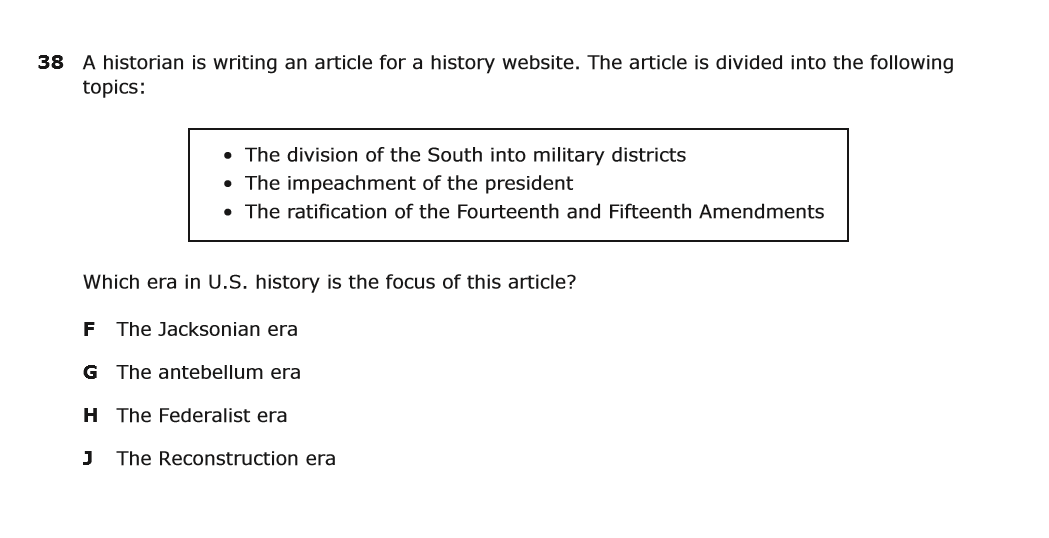 38 A historian is writing an article for a history website. The article is divided into the following
topics:
• The division of the South into military districts
• The impeachment of the president
• The ratification of the Fourteenth and Fifteenth Amendments
Which era in U.S. history is the focus of this article?
F The Jacksonian era
G The antebellum era
H The Federalist era
J The Reconstruction era